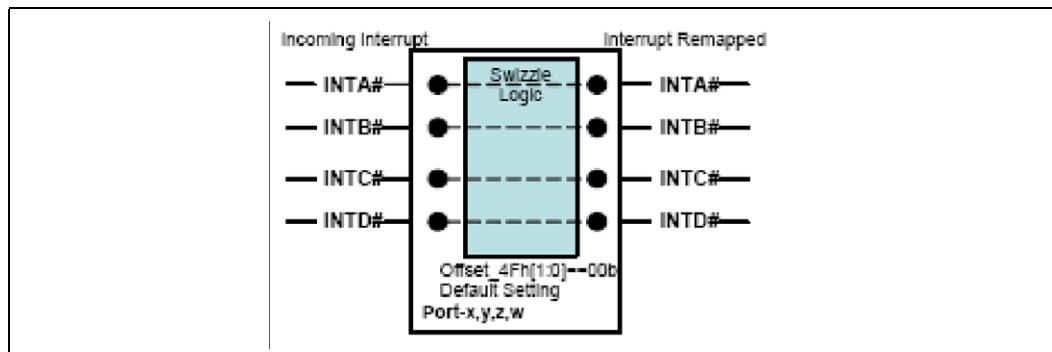 Incoming Interrupt
Interrupt Remapped
Swizzle
Logic
INTA#
INTA#
INTB#
INTB#
INTC#
INTC#
INTD#
INTD#
Offset_4Fh[1:0]==00b
Default Setting
Port-x,y,z,w